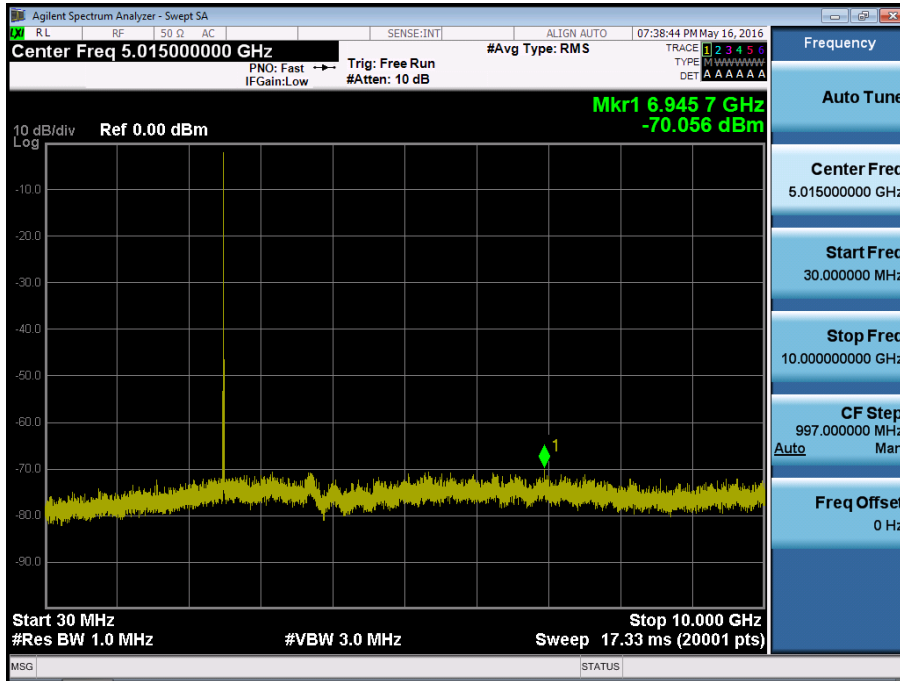 Agilent Spectrum Analyzer - Swept SA
LXI RL RF 50 Ω AC SENSE:INT ALIGN AUTO 07:38:44 PM May 16, 2016
Center Freq 5.015000000 GHz
PNO: Fast
IFGain:Low
Trig: Free Run
#Atten: 10 dB
#Avg Type: RMS
TRACE 1 2 3 4 5 6
TYPE M WWWWW
DET A A A A A A
Mkr1 6.945 7 GHz
-70.056 dBm
10 dB/div Ref 0.00 dBm
Log
-10.0
-20.0
-30.0
-40.0
-50.0
-60.0
-70.0
-80.0
-90.0
1
Start 30 MHz
Stop 10.000 GHz
#Res BW 1.0 MHz
#VBW 3.0 MHz
Sweep 17.33 ms (20001 pts)
MSG
STATUS
Frequency
Auto Tune
Center Freq
5.015000000 GHz
Start Freq
30.000000 MHz
Stop Freq
10.000000000 GHz
CF Step
997.000000 MHz
Auto Man
Freq Offset
0 Hz